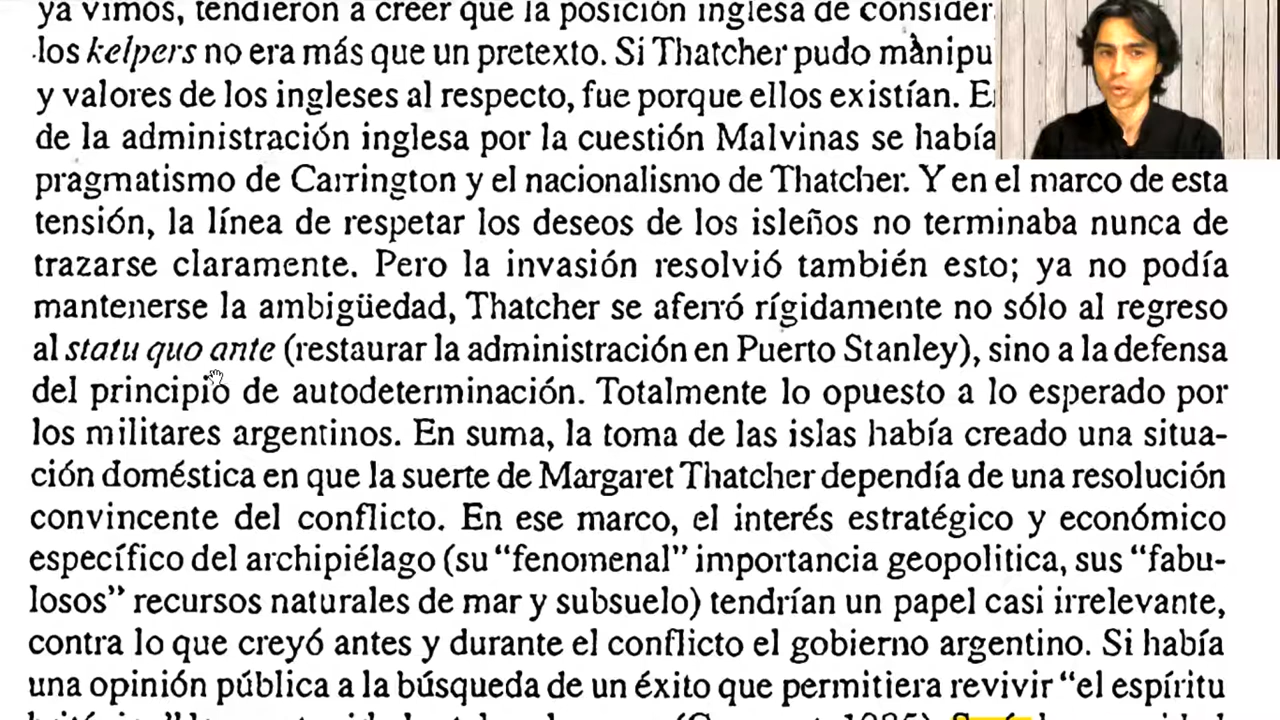 ya vimos, tendieron a creer que la posición inglesa de consider
los kelpers no era más que un pretexto. Si Thatcher pudo manipu
y valores de los ingleses al respecto, fue porque ellos existían. E
de la administración inglesa por la cuestión Malvinas se había
pragmatismo de Carrington y el nacionalismo de Thatcher. Y en el marco de esta
tensión, la línea de respetar los deseos de los isleños no terminaba nunca de
trazarse claramente. Pero la invasión resolvió también esto; ya no podía
mantenerse la ambigüedad, Thatcher se aferró rígidamente no sólo al regreso
al statu quo ante (restaurar la administración en Puerto Stanley), sino a la defensa
del principio de autodeterminación. Totalmente lo opuesto a lo esperado por
los militares argentinos. En suma, la toma de las islas había creado una situa-
ción doméstica en que la suerte de Margaret Thatcher dependía de una resolución
convincente del conflicto. En ese marco, el interés estratégico y económico
específico del archipiélago (su “fenomenal” importancia geopolitica, sus “fabu-
losos” recursos naturales de mar y subsuelo) tendrían un papel casi irrelevante,
contra lo que creyó antes y durante el conflicto el gobierno argentino. Si había
una opinión pública a la búsqueda de un éxito que permitiera revivir “el espíritu